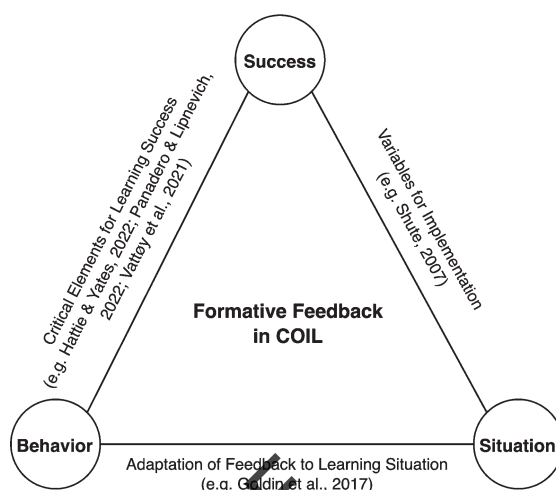 Success
Critical Elements for Learning Success
(e.g. Hattie & Yates, 2022; Panadero & Lipnevich,
2022; Vattøy et al., 2021)
Variables for Implementation
(e.g. Shute, 2007)
Formative Feedback
in COIL
Behavior
Situation
Adaptation of Feedback to Learning Situation
(e.g. Goldin et al., 2017)